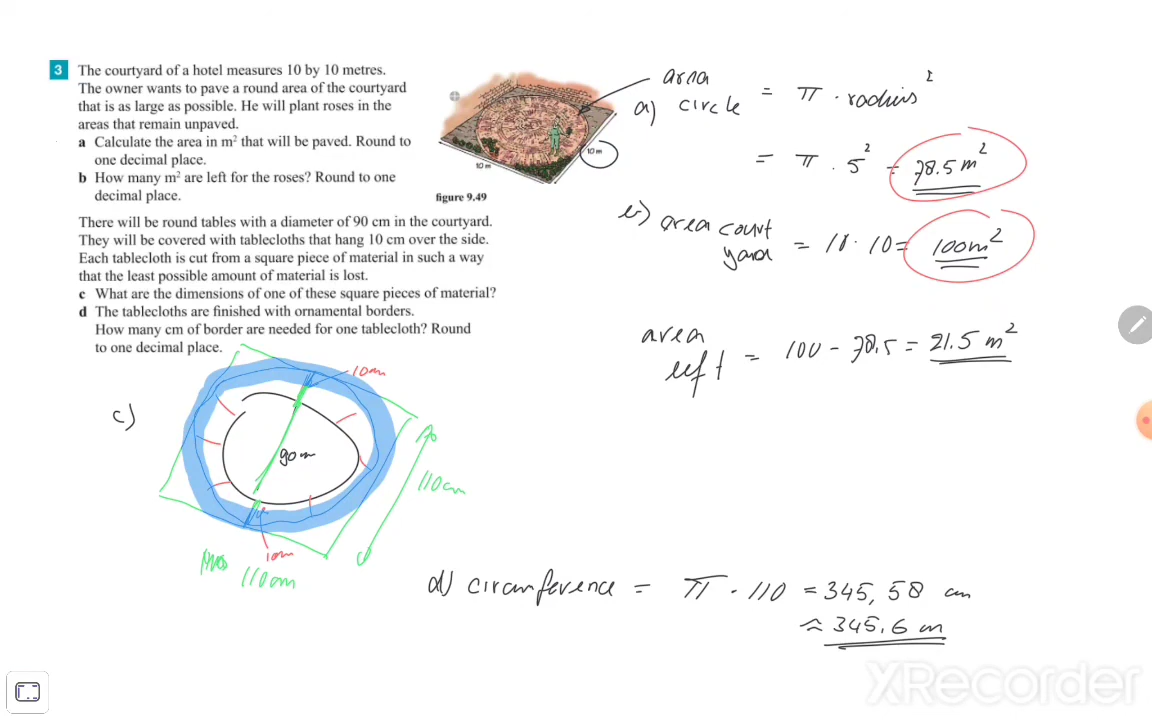 3 The courtyard of a hotel measures 10 by 10 metres.
The owner wants to pave a round area of the courtyard
that is as large as possible. He will plant roses in the
areas that remain unpaved.
a Calculate the area in m² that will be paved. Round to
one decimal place.
b How many m² are left for the roses? Round to one
decimal place.
10 m
10 m
figure 9.49
There will be round tables with a diameter of 90 cm in the courtyard.
They will be covered with tablecloths that hang 10 cm over the side.
Each tablecloth is cut from a square piece of material in such a way
that the least possible amount of material is lost.
c What are the dimensions of one of these square pieces of material?
d The tablecloths are finished with ornamental borders.
How many cm of border are needed for one tablecloth? Round
to one decimal place.
area
a) circle = π · radius²
= π · 5² = 78.5 m²
b) area court
yard = 10 · 10 = 100m²
area
left = 100 - 78.5 = 21.5 m²
c)
10cm
90cm
110cm
10cm
110cm
d) circumference = π · 110 = 345,58 cm
≈ 345,6 cm
XRecorder